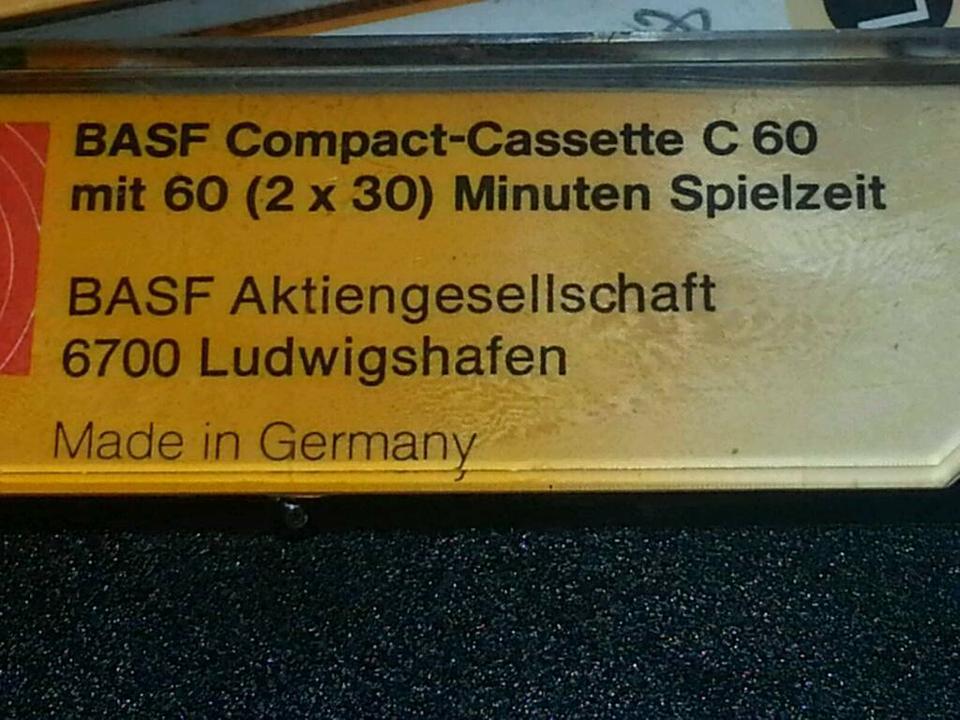 BASF Compact-Cassette C 60
mit 60 (2 x 30) Minuten Spielzeit
BASF Aktiengesellschaft
6700 Ludwigshafen
Made in Germany